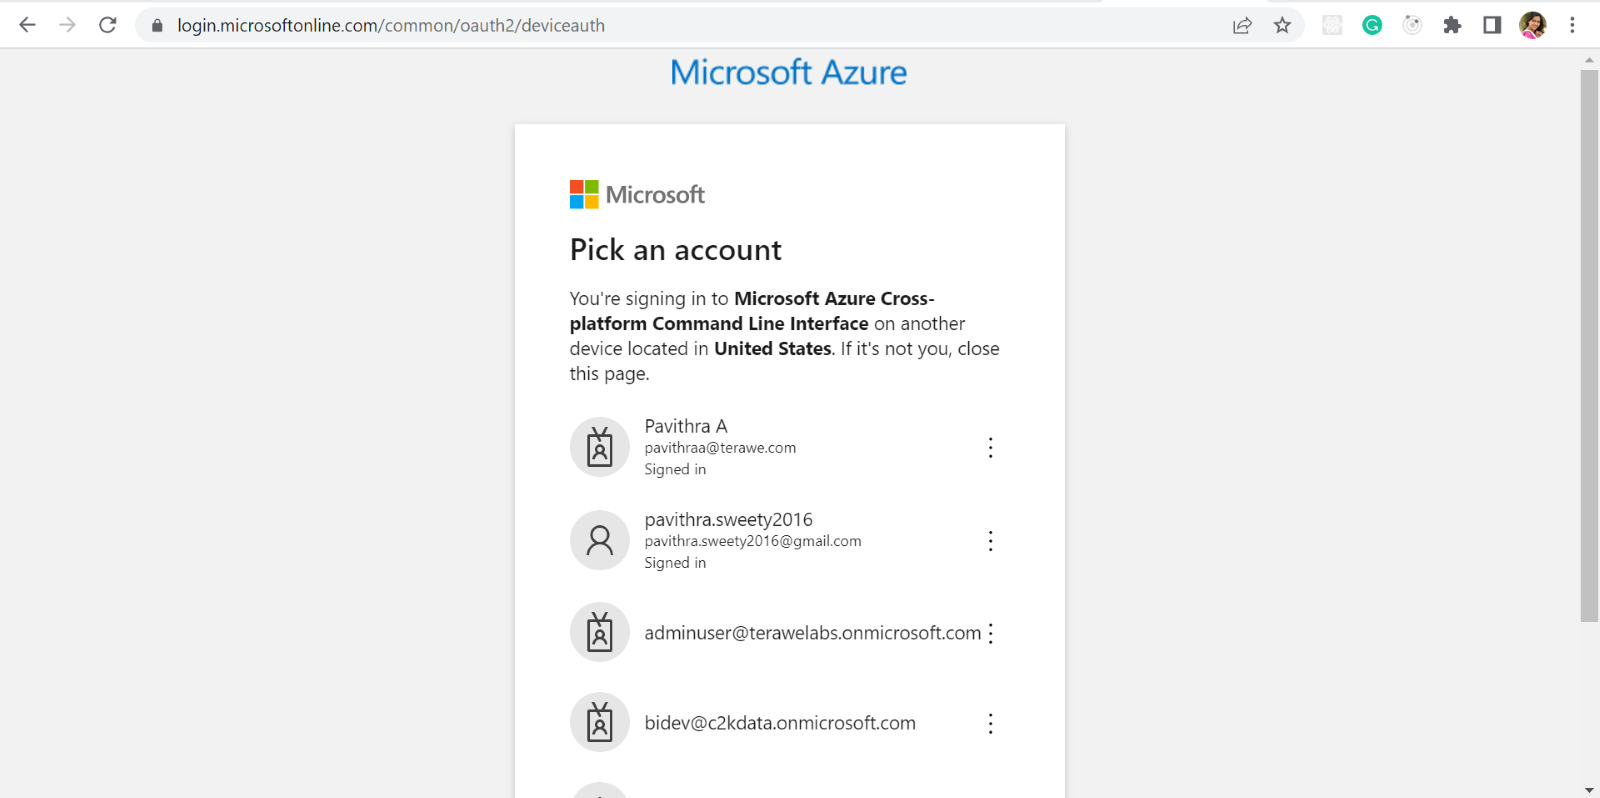 login.microsoftonline.com/common/oauth2/deviceauth
Microsoft Azure
Microsoft
Pick an account
You're signing in to Microsoft Azure Cross-
platform Command Line Interface on another
device located in United States. If it's not you, close
this page.
Pavithra A
pavithraa@terawe.com
Signed in
pavithra.sweety2016
pavithra.sweety2016@gmail.com
Signed in
adminuser@terawelabs.onmicrosoft.com
bidev@c2kdata.onmicrosoft.com